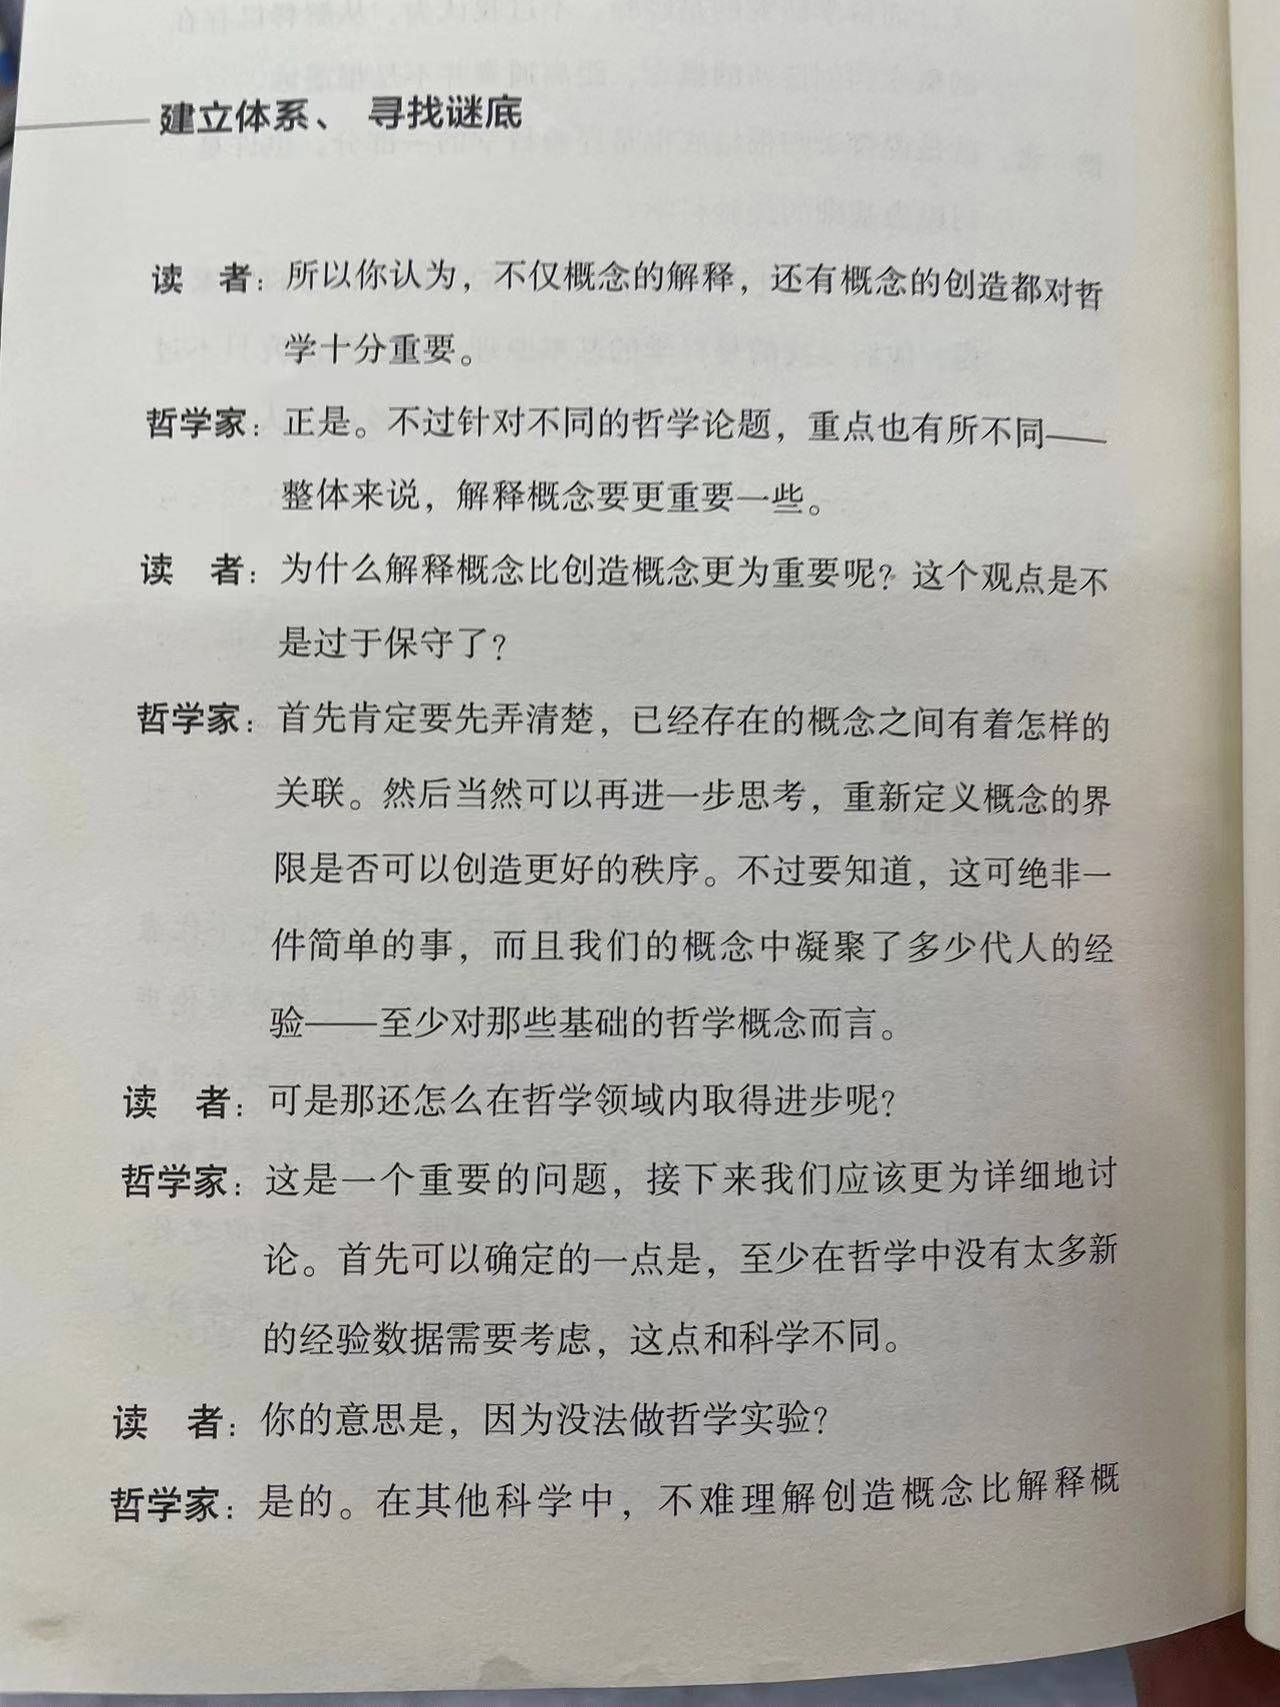 建立体系、 寻找谜底
读　者：所以你认为，不仅概念的解释，还有概念的创造都对哲
学十分重要。
哲学家：正是。不过针对不同的哲学论题，重点也有所不同——
整体来说，解释概念要更重要一些。
读　者：为什么解释概念比创造概念更为重要呢？这个观点是不
是过于保守了？
哲学家：首先肯定要先弄清楚，已经存在的概念之间有着怎样的
关联。然后当然可以再进一步思考，重新定义概念的界
限是否可以创造更好的秩序。不过要知道，这可绝非一
件简单的事，而且我们的概念中凝聚了多少代人的经
验——至少对那些基础的哲学概念而言。
读　者：可是那还怎么在哲学领域内取得进步呢？
哲学家：这是一个重要的问题，接下来我们应该更为详细地讨
论。首先可以确定的一点是，至少在哲学中没有太多新
的经验数据需要考虑，这点和科学不同。
读　者：你的意思是，因为没法做哲学实验？
哲学家：是的。在其他科学中，不难理解创造概念比解释概